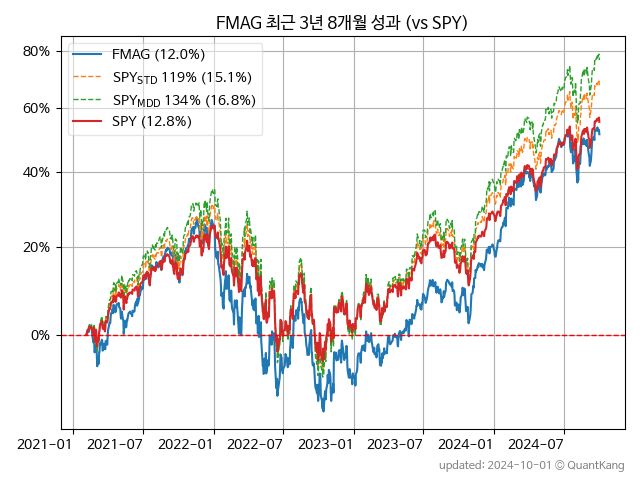 FMAG 최근 3년 8개월 성과 (vs SPY)
FMAG (12.0%)
SPY_STD 119% (15.1%)
SPY_MDD 134% (16.8%)
SPY (12.8%)
80%
60%
40%
20%
0%
2021-01 2021-07 2022-01 2022-07 2023-01 2023-07 2024-01 2024-07
updated: 2024-10-01 © QuantKang